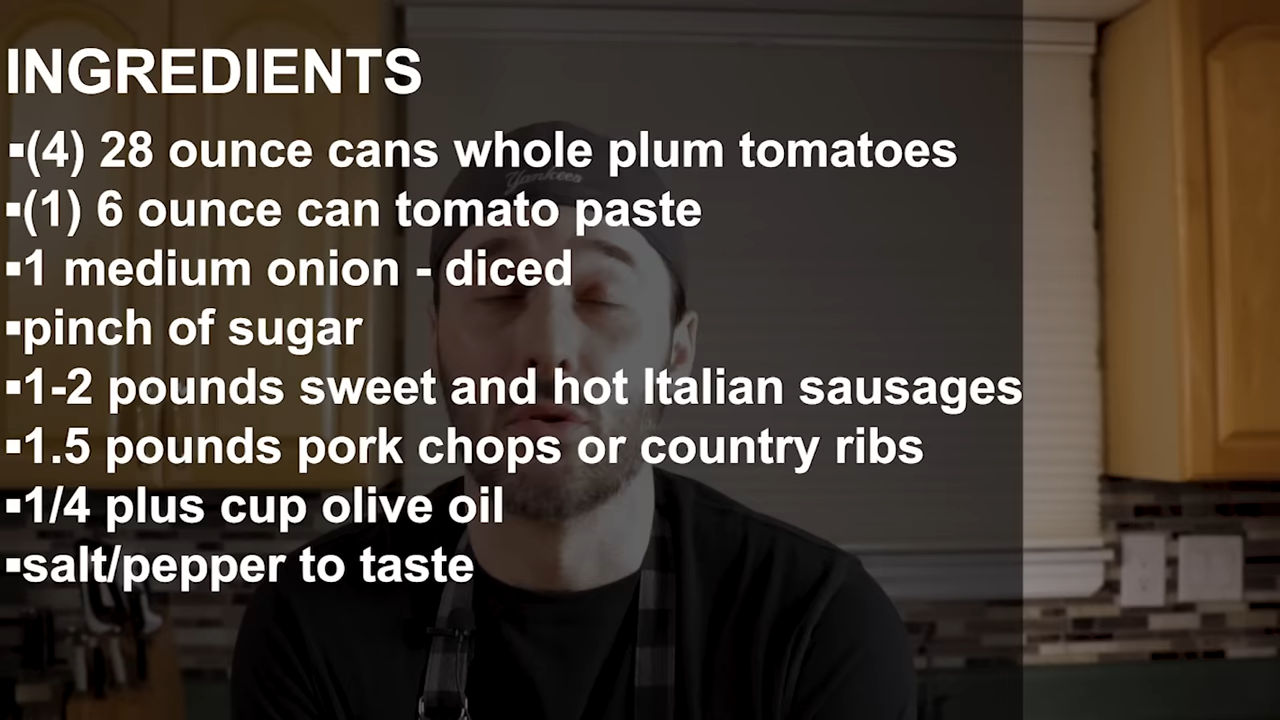 INGREDIENTS
▪(4) 28 ounce cans whole plum tomatoes
Yankees
▪(1) 6 ounce can tomato paste
▪1 medium onion - diced
▪pinch of sugar
▪1-2 pounds sweet and hot Italian sausages
▪1.5 pounds pork chops or country ribs
▪1/4 plus cup olive oil
▪salt/pepper to taste